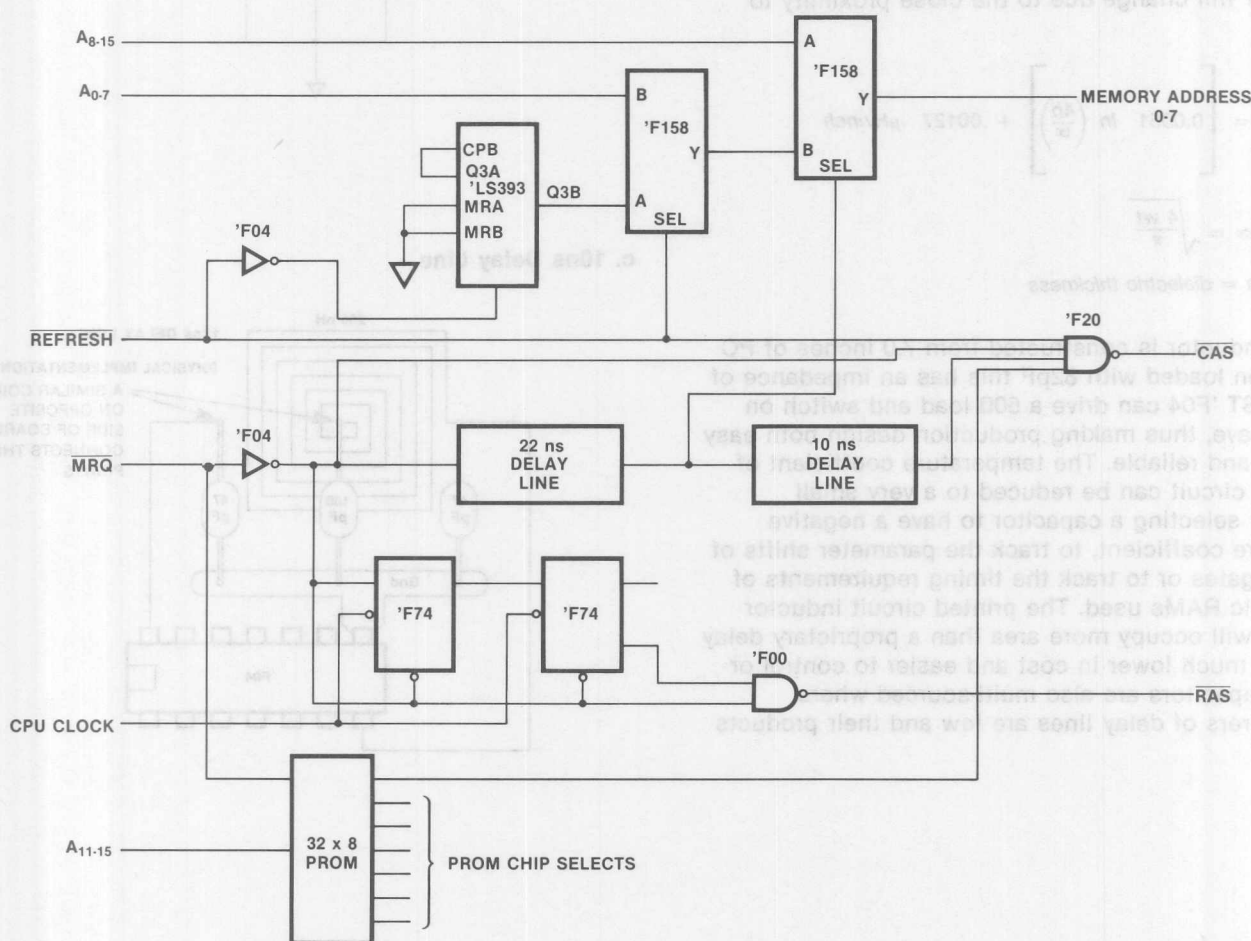 A8-15
A
'F158
A0-7
B
'F158
Y
MEMORY ADDRESS
0-7
CPB
Q3A
'LS393
MRA
MRB
Q3B
Y
B
SEL
A
SEL
'F04
REFRESH
'F20
CAS
'F04
MRQ
22 ns
DELAY
LINE
10 ns
DELAY
LINE
'F74
'F74
'F00
RAS
CPU CLOCK
A11-15
32 x 8
PROM
PROM CHIP SELECTS